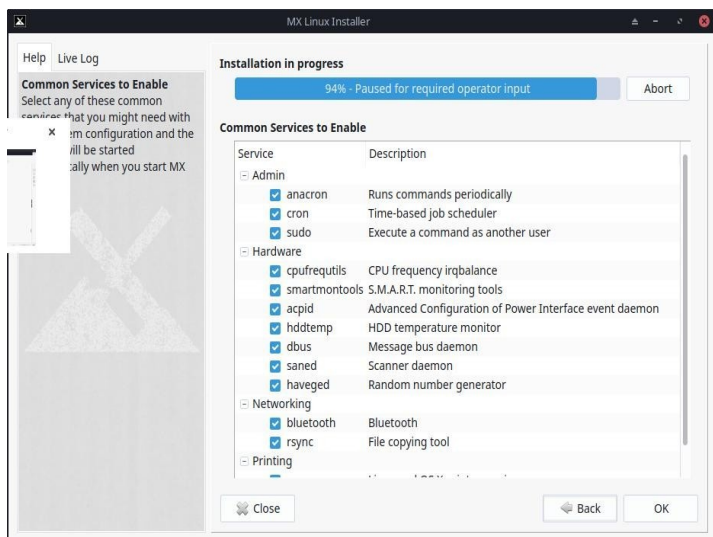 MX Linux Installer
Help Live Log
Common Services to Enable
Select any of these common
services that you might need with
em configuration and the
will be started
cally when you start MX
Installation in progress
94% - Paused for required operator input
Abort
Common Services to Enable
Service Description
Admin
anacron Runs commands periodically
cron Time-based job scheduler
sudo Execute a command as another user
Hardware
cpufrequtils CPU frequency irqbalance
smartmontools S.M.A.R.T. monitoring tools
acpid Advanced Configuration of Power Interface event daemon
hddtemp HDD temperature monitor
dbus Message bus daemon
saned Scanner daemon
haveged Random number generator
Networking
bluetooth Bluetooth
rsync File copying tool
Printing
Close Back OK